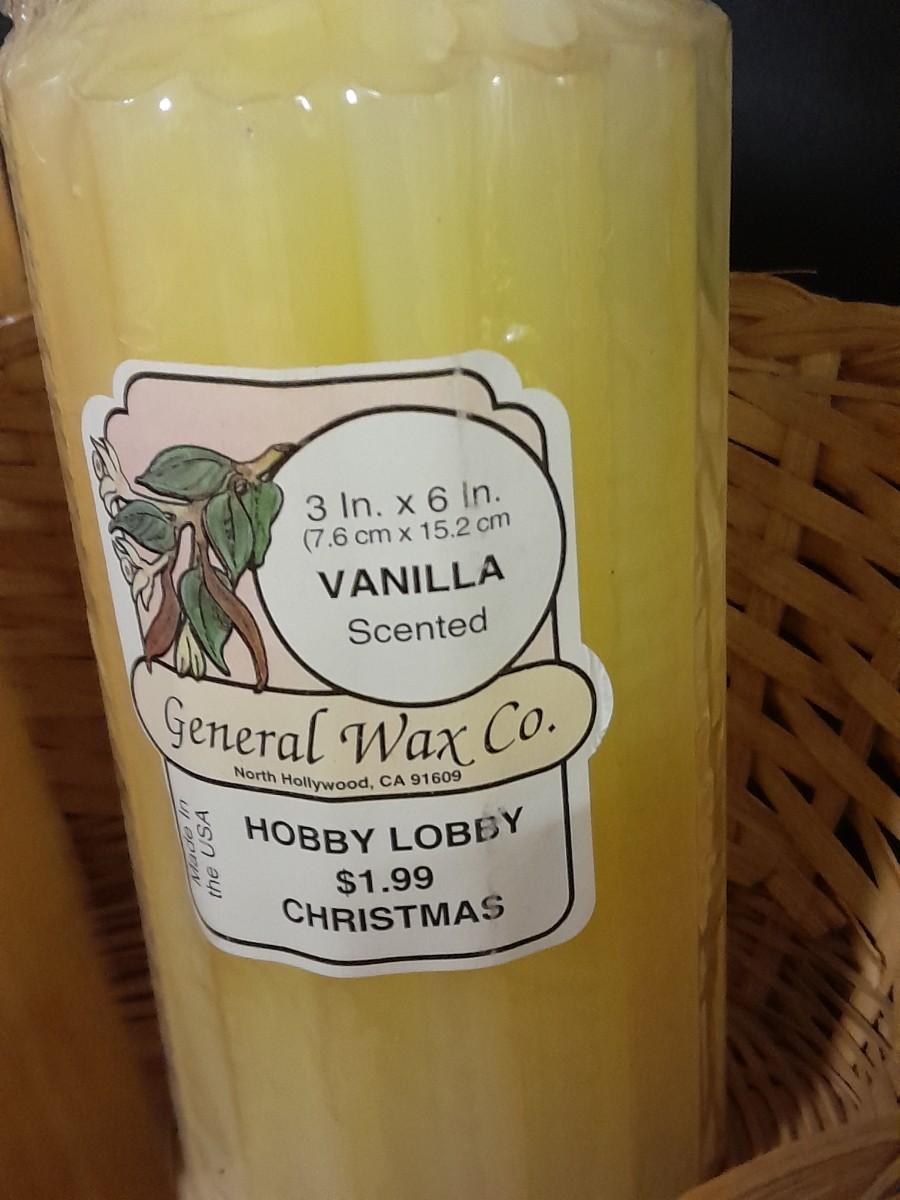 3 In. x 6 In.
(7.6 cm x 15.2 cm
VANILLA
Scented
General Wax Co.
North Hollywood, CA 91609
Made In
the USA
HOBBY LOBBY
$1.99
CHRISTMAS